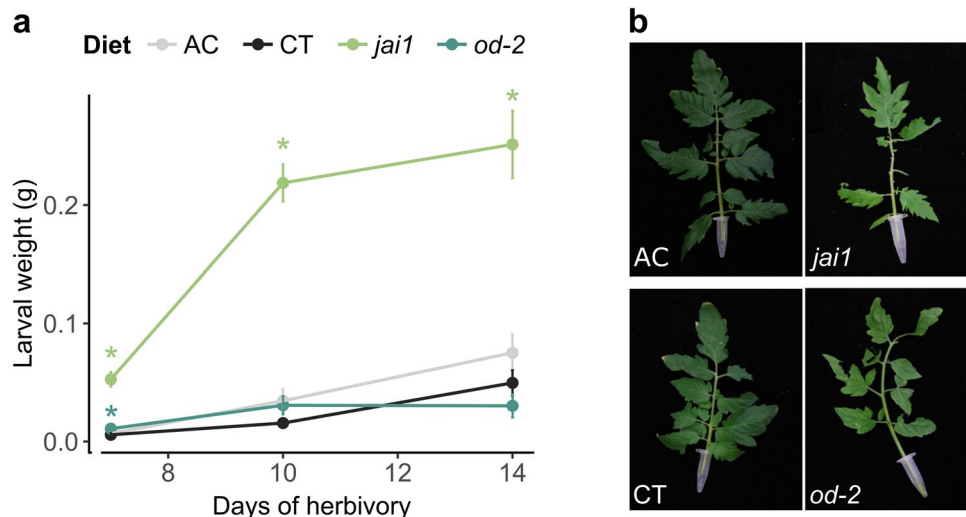 a
Diet AC CT jai1 od-2
*
*
*
*
0.2
0.1
0.0
8 10 12 14
Larval weight (g)
Days of herbivory
b
AC
jai1
CT
od-2